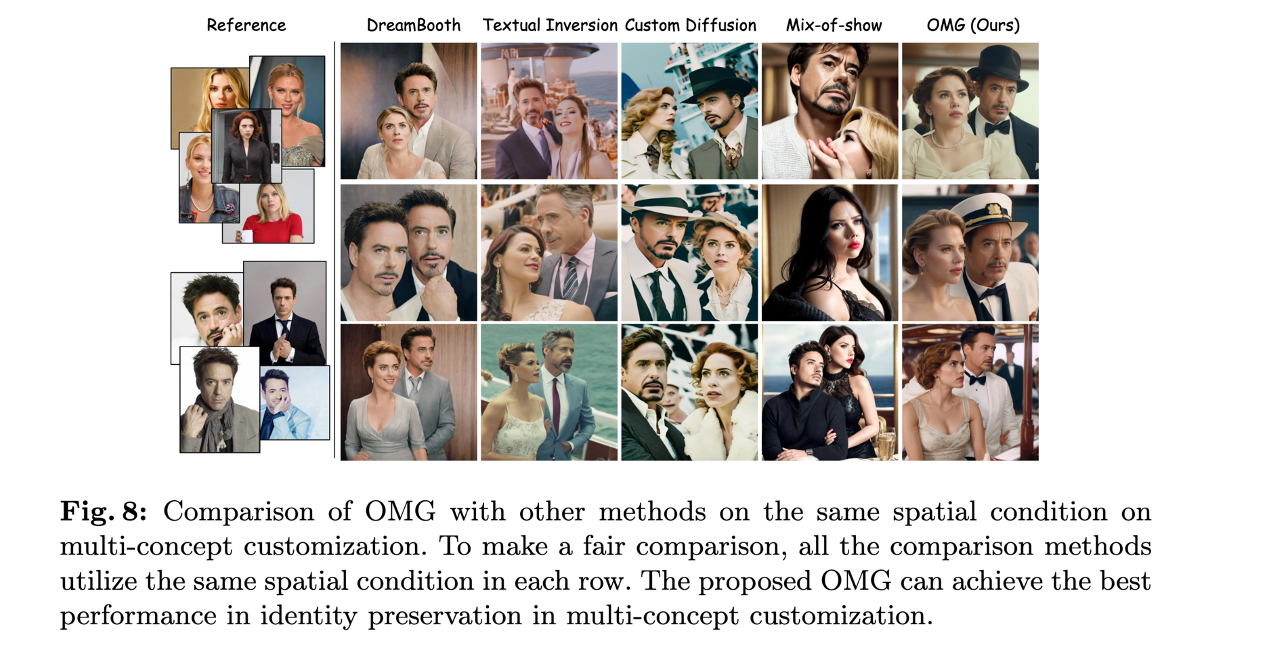 Reference DreamBooth Textual Inversion Custom Diffusion Mix-of-show OMG (Ours)
Fig. 8: Comparison of OMG with other methods on the same spatial condition on
multi-concept customization. To make a fair comparison, all the comparison methods
utilize the same spatial condition in each row. The proposed OMG can achieve the best
performance in identity preservation in multi-concept customization.